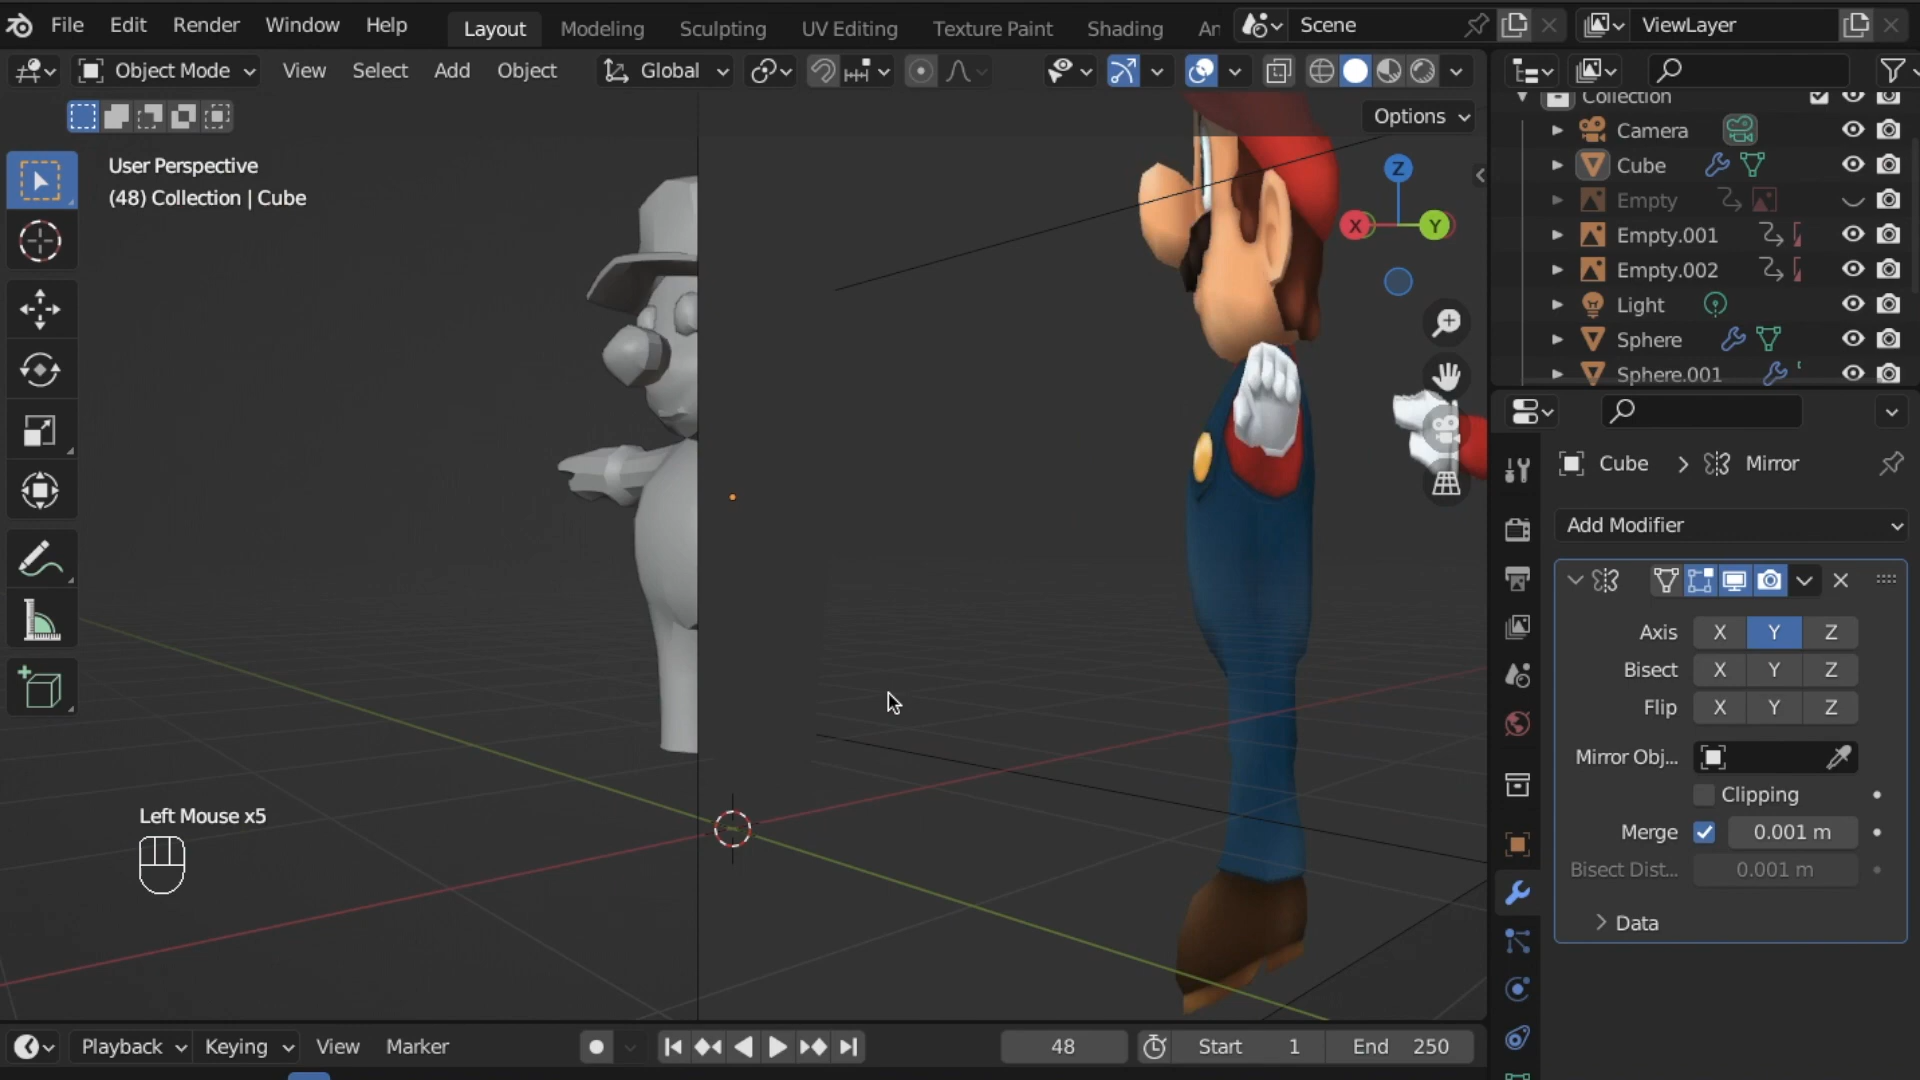 File Edit Render Window Help Layout Modeling Sculpting UV Editing Texture Paint Shading An Scene ViewLayer
Object Mode View Select Add Object Global
Options
User Perspective
(48) Collection | Cube
X Y Z
Left Mouse x5
Collection
Camera
Cube
Empty
Empty.001
Empty.002
Light
Sphere
Sphere.001
Cube > Mirror
Add Modifier
Axis X Y Z
Bisect X Y Z
Flip X Y Z
Mirror Obj...
Clipping
Merge 0.001 m
Bisect Dist... 0.001 m
> Data
Playback Keying View Marker 48 Start 1 End 250